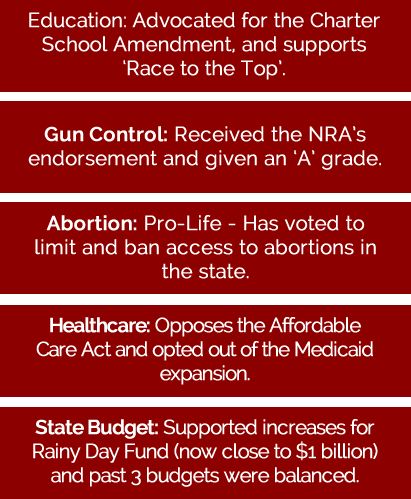 Education: Advocated for the Charter
School Amendment, and supports
‘Race to the Top’.
Gun Control: Received the NRA’s
endorsement and given an ‘A’ grade.
Abortion: Pro-Life - Has voted to
limit and ban access to abortions in
the state.
Healthcare: Opposes the Affordable
Care Act and opted out of the Medicaid
expansion.
State Budget: Supported increases for
Rainy Day Fund (now close to $1 billion)
and past 3 budgets were balanced.